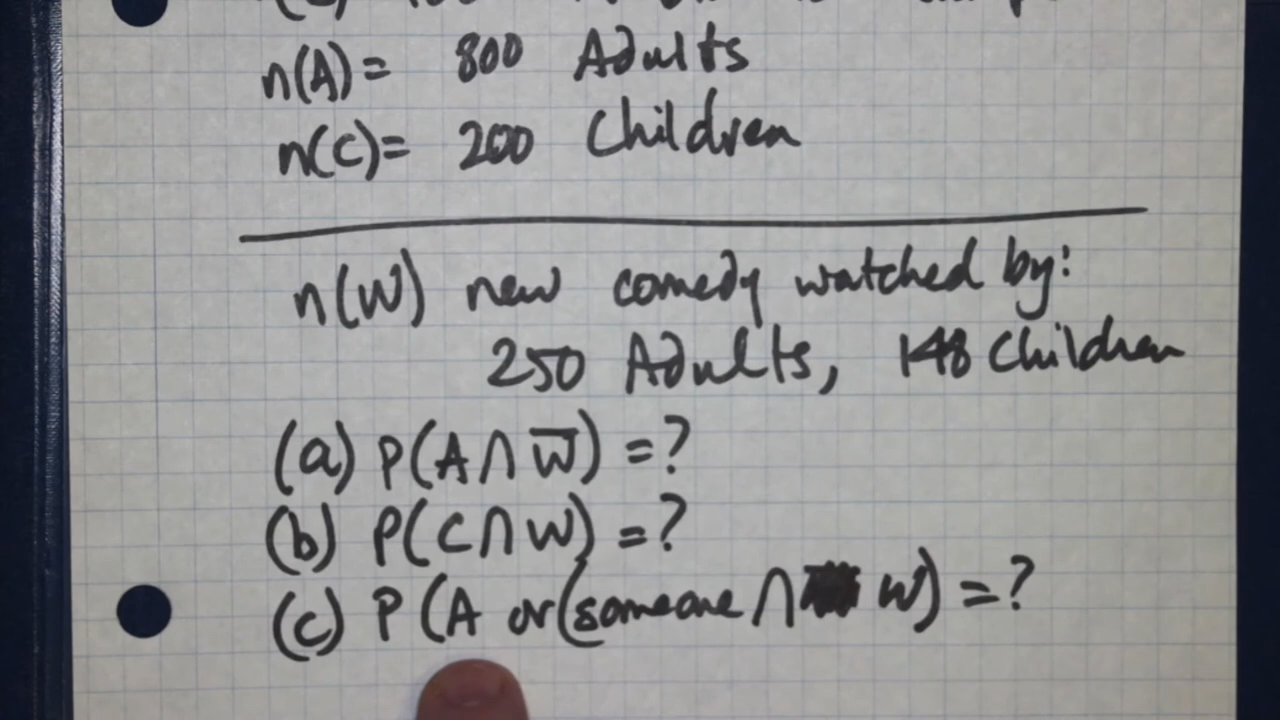 n(A) = 800 Adults
n(C) = 200 Children
n(W) new comedy watched by:
250 Adults, 148 Children
(a) P(A ∩ W̅) = ?
(b) P(C ∩ W) = ?
(c) P(A or (someone ∩ W) = ?